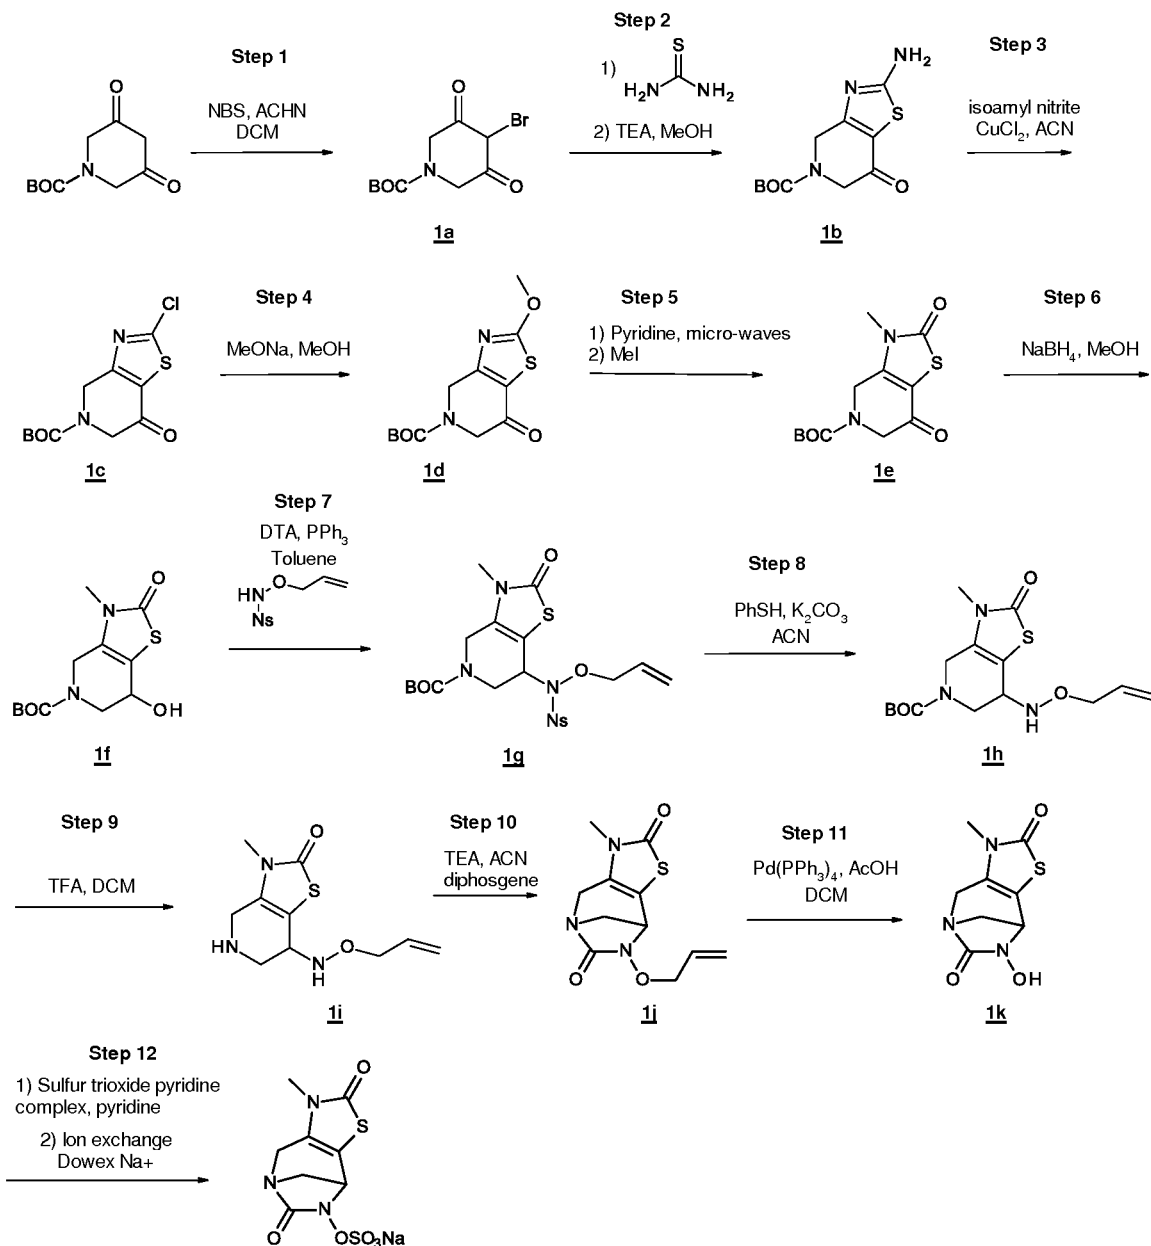 Step 1
NBS, ACHN
DCM
O
N
BOC
O
O
Br
N
BOC
O
1a
Step 2
1)
S
H₂N
NH₂
2) TEA, MeOH
NH₂
N
S
N
BOC
O
1b
Step 3
isoamyl nitrite
CuCl₂, ACN
Cl
N
S
N
BOC
O
1c
Step 4
MeONa, MeOH
O
N
S
N
BOC
O
1d
Step 5
1) Pyridine, micro-waves
2) MeI
O
N
S
N
BOC
O
1e
Step 6
NaBH₄, MeOH
O
N
S
N
BOC
OH
1f
Step 7
DTA, PPh₃
Toluene
HN
O
Ns
O
N
S
N
BOC
N
O
Ns
1g
Step 8
PhSH, K₂CO₃
ACN
O
N
S
N
BOC
N
H
O
1h
Step 9
TFA, DCM
O
N
S
HN
N
H
O
1i
Step 10
TEA, ACN
diphosgene
O
N
S
N
N
O
O
1j
Step 11
Pd(PPh₃)₄, AcOH
DCM
O
N
S
N
N
O
OH
1k
Step 12
1) Sulfur trioxide pyridine
complex, pyridine
2) Ion exchange
Dowex Na+
O
N
S
N
N
O
OSO₃Na